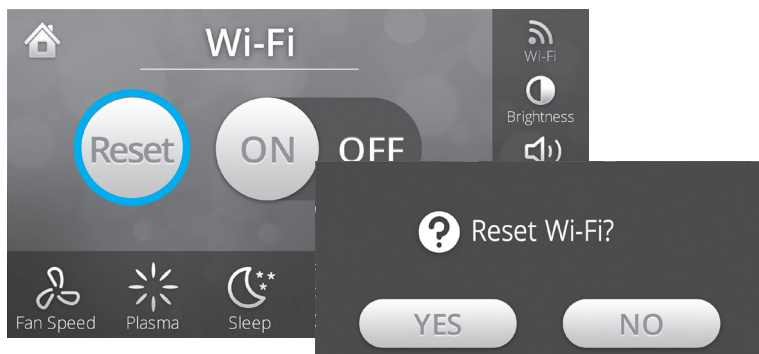 Wi-Fi
Wi-Fi
Brightness
Reset
ON
OFF
Fan Speed
Plasma
Sleep
Reset Wi-Fi?
YES
NO